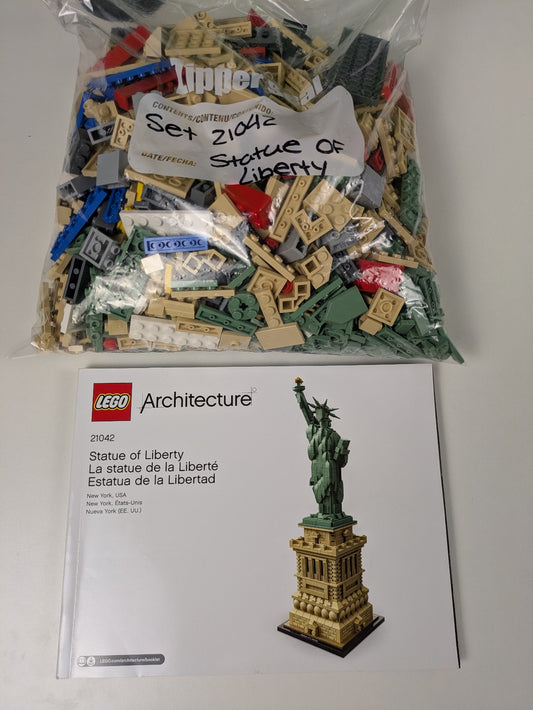 Zipper Seal
CONTENTS/CONTENU/CONTENIDO:
Set 21042
DATE/FECHA:
Statue OF
Liberty
LEGO
Architecture
21042
Statue of Liberty
La statue de la Liberté
Estatua de la Libertad
New York, USA
New York, États-Unis
Nueva York (EE. UU.)
LEGO.com/architecture/booklet